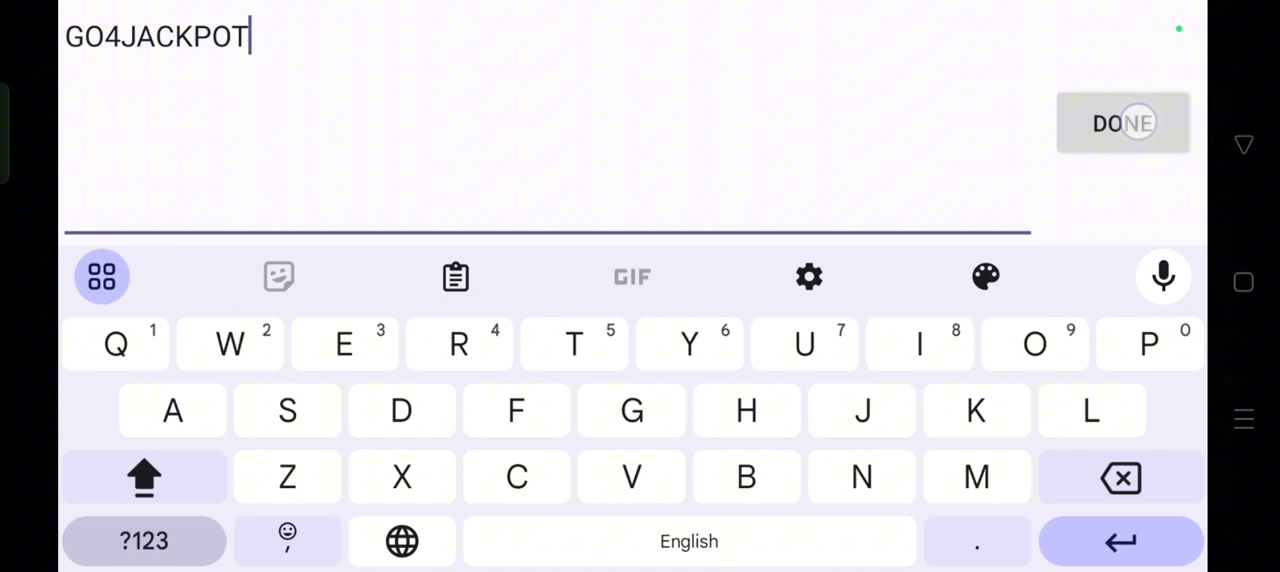 GO4JACKPOT
DONE
GIF
Q 1 W 2 E 3 R 4 T 5 Y 6 U 7 I 8 O 9 P 0
A S D F G H J K L
Z X C V B N M
?123 , English .